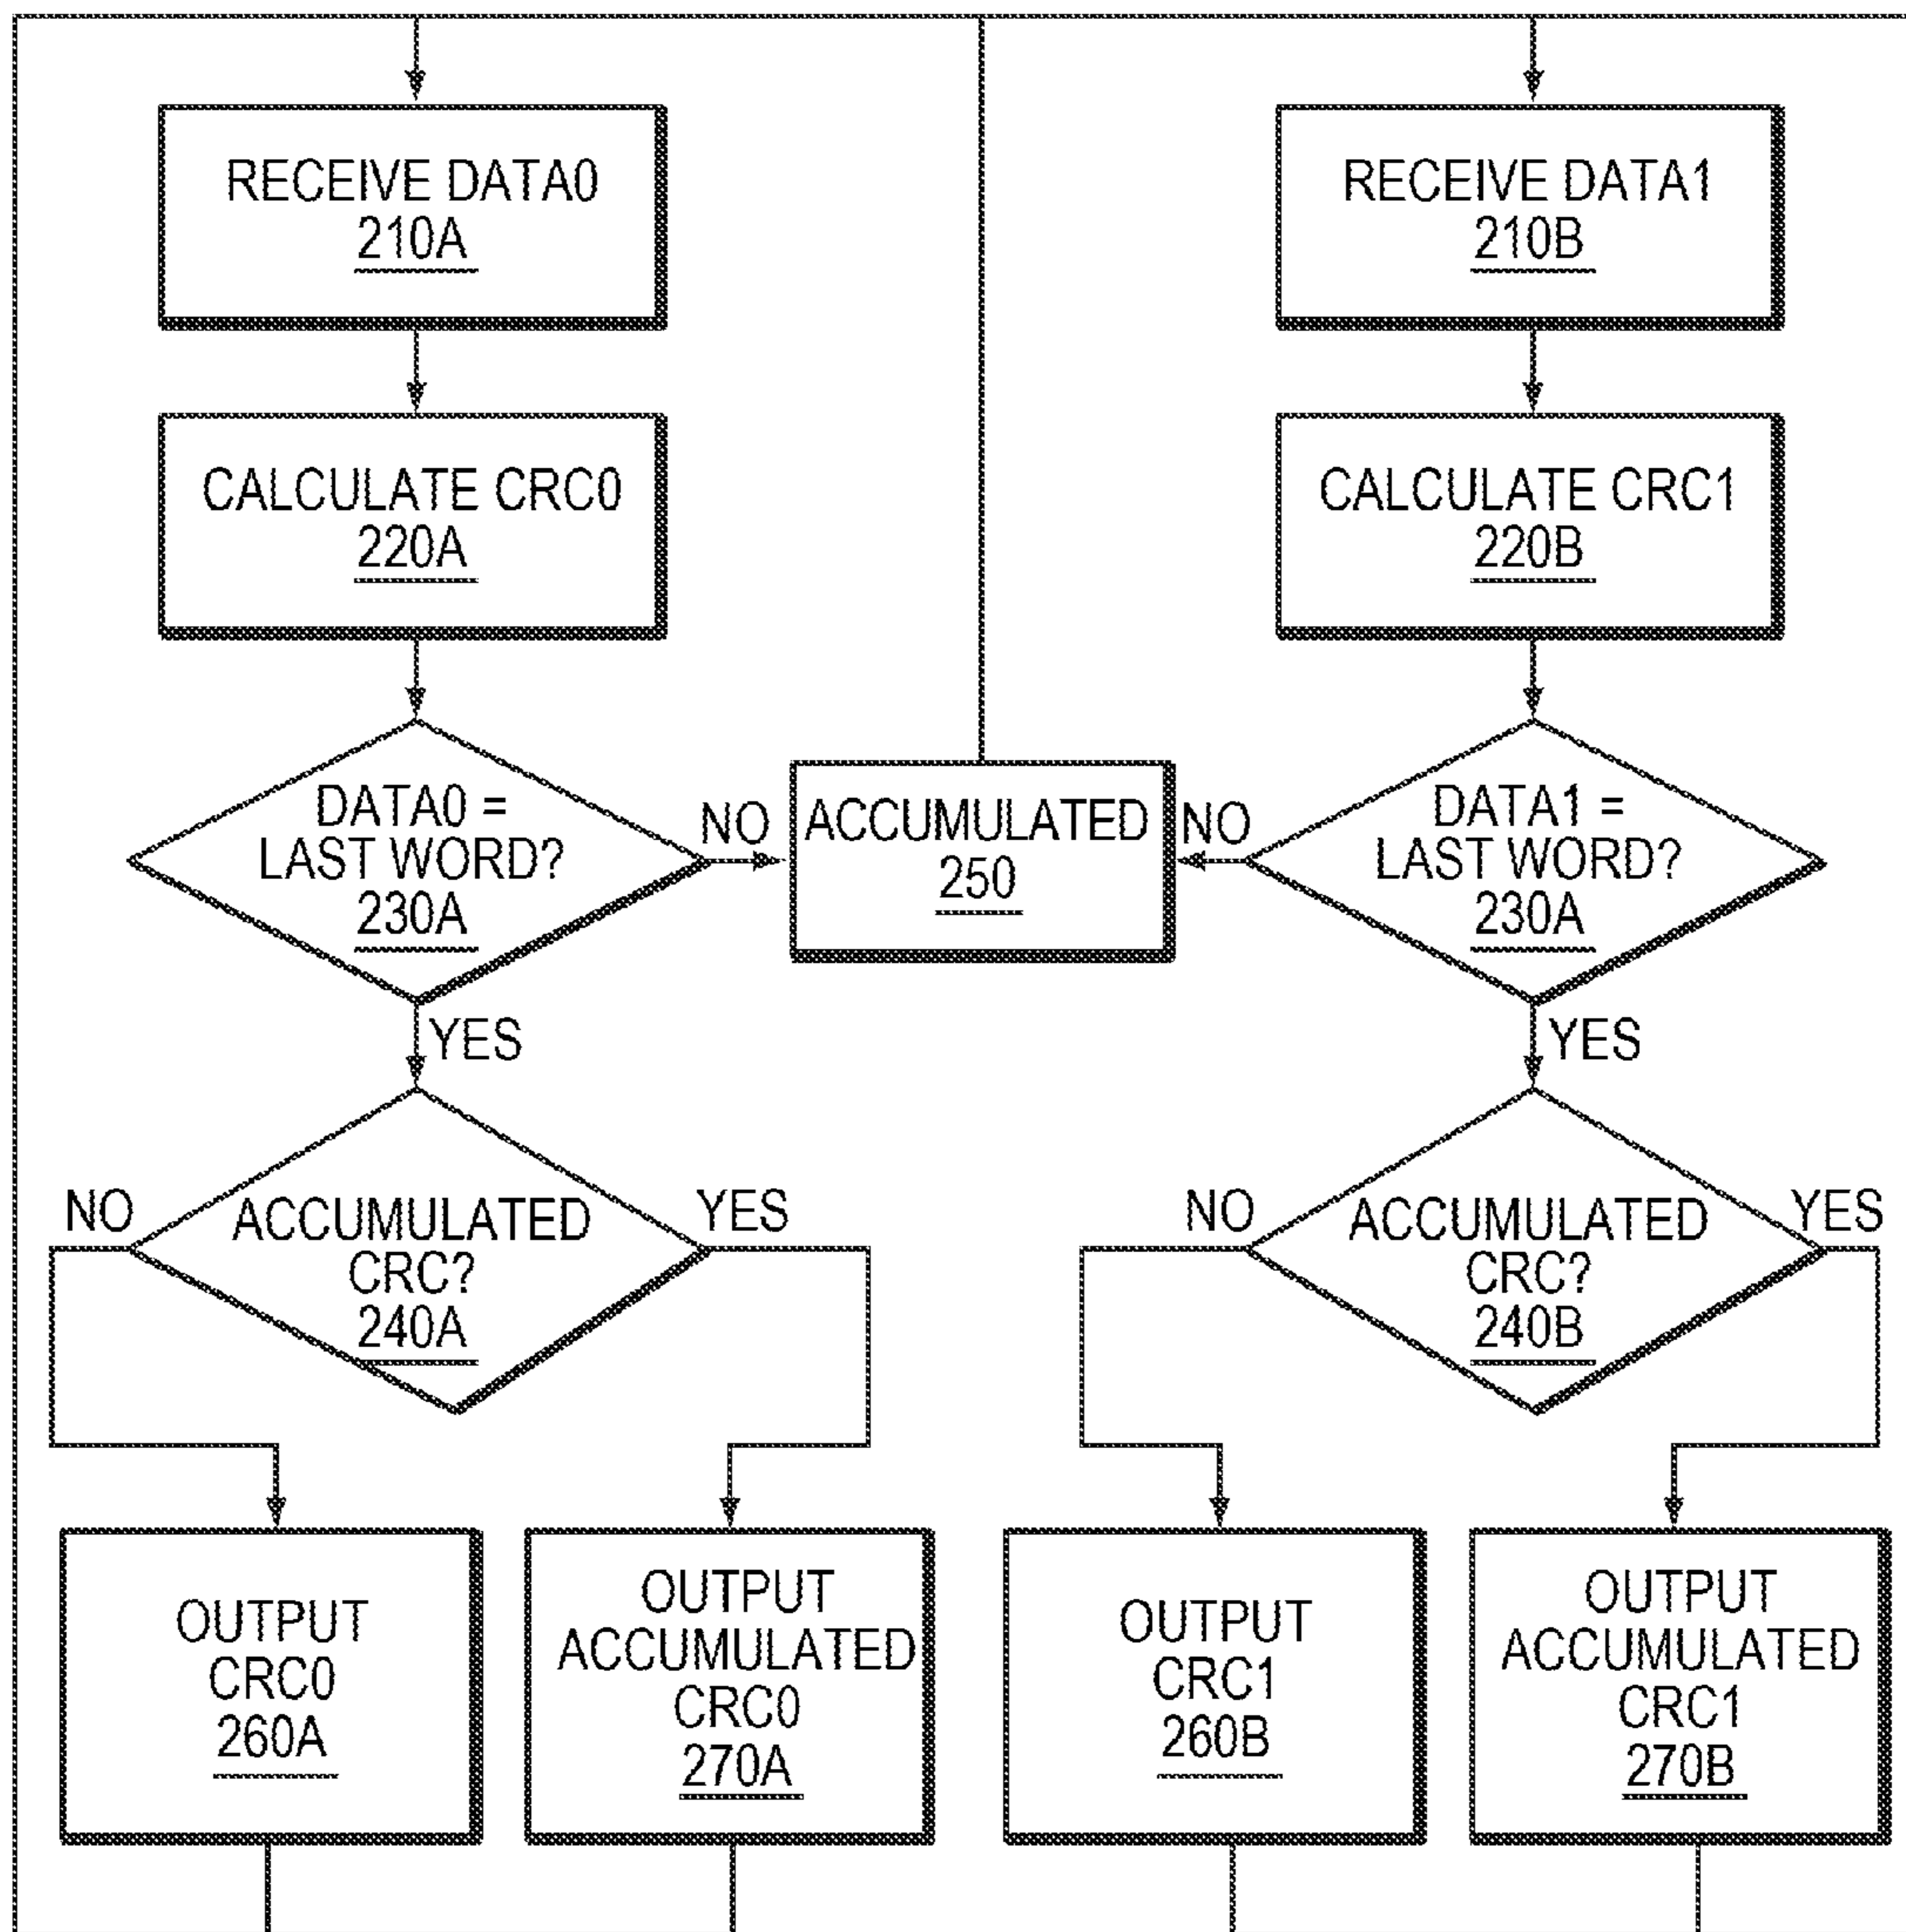 RECEIVE DATA0
210A
RECEIVE DATA1
210B
CALCULATE CRC0
220A
CALCULATE CRC1
220B
DATA0 =
LAST WORD?
230A
NO
ACCUMULATED
250
NO
DATA1 =
LAST WORD?
230A
YES
YES
NO
ACCUMULATED
CRC?
240A
YES
NO
ACCUMULATED
CRC?
240B
YES
OUTPUT
CRC0
260A
OUTPUT
ACCUMULATED
CRC0
270A
OUTPUT
CRC1
260B
OUTPUT
ACCUMULATED
CRC1
270B